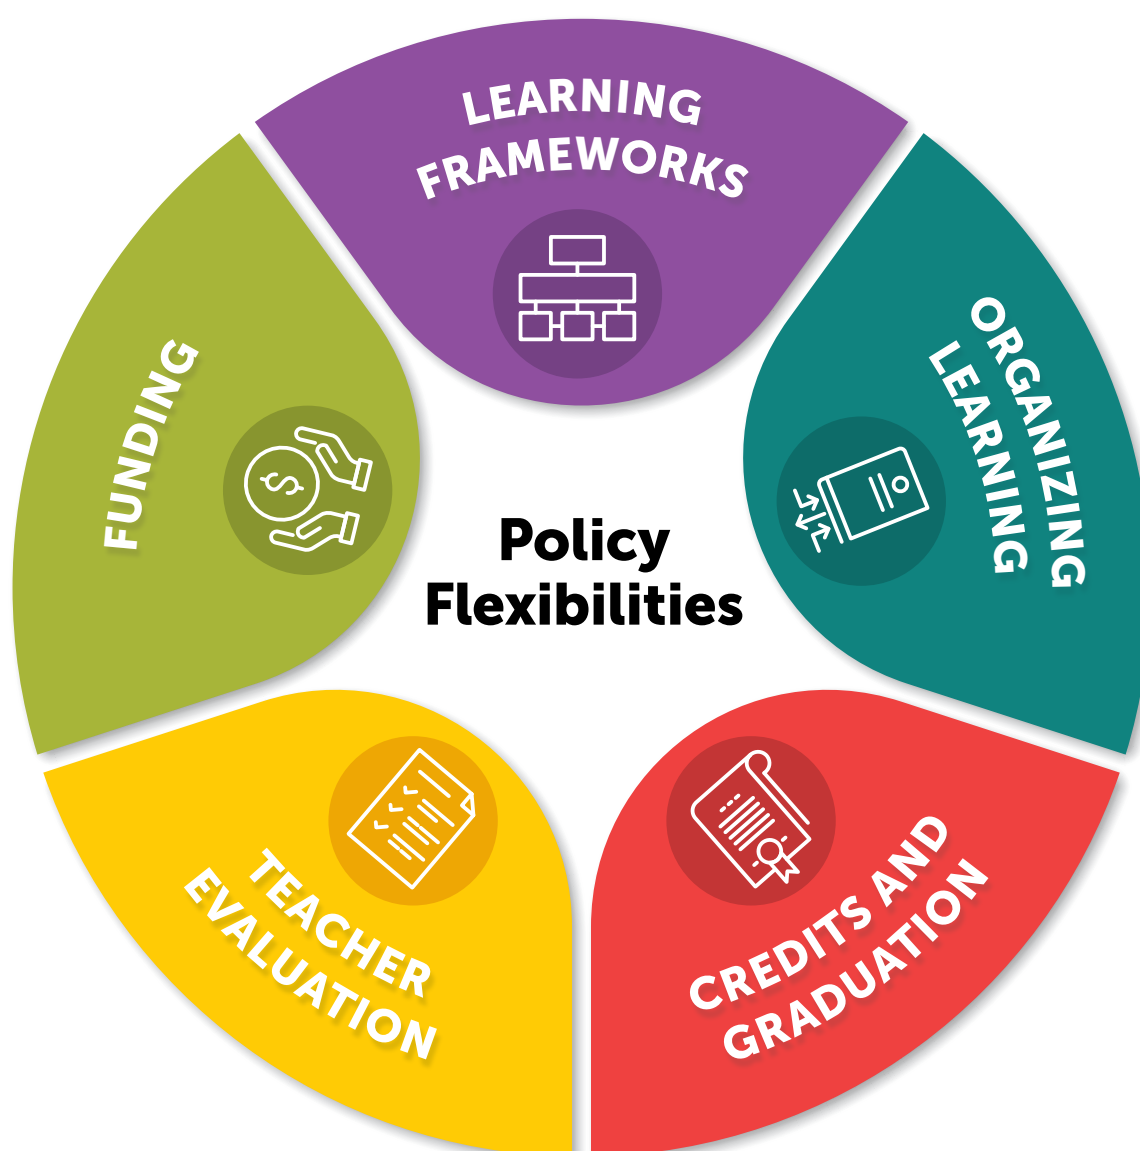 LEARNING
FRAMEWORKS
ORGANIZING
LEARNING
CREDITS AND
GRADUATION
TEACHER
EVALUATION
FUNDING
Policy
Flexibilities
$